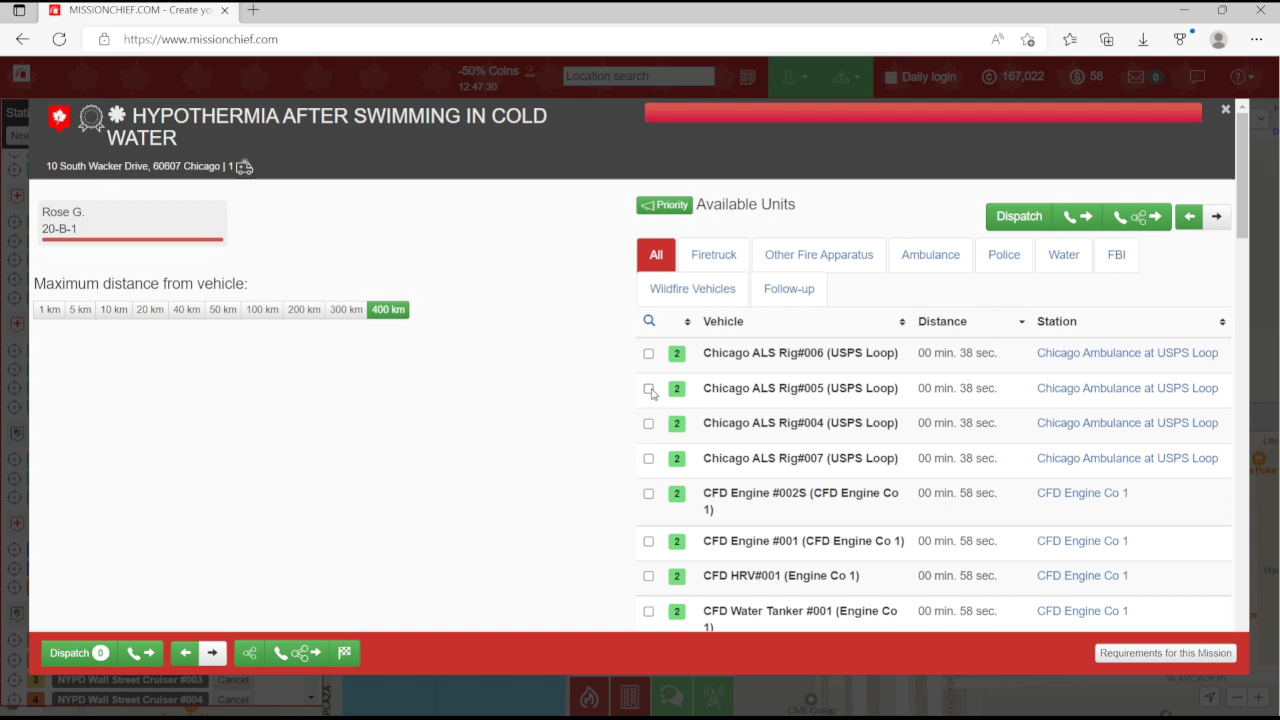 MISSIONCHIEF.COM - Create yo
https://www.missionchief.com
-50% Coins
12:47:30
Location search
Daily login
167,022
58
0
HYPOTHERMIA AFTER SWIMMING IN COLD
WATER
10 South Wacker Drive, 60607 Chicago | 1
Rose G.
20-B-1
Maximum distance from vehicle:
1 km 5 km 10 km 20 km 40 km 50 km 100 km 200 km 300 km 400 km
Priority Available Units
Dispatch
All Firetruck Other Fire Apparatus Ambulance Police Water FBI
Wildfire Vehicles Follow-up
Vehicle Distance Station
2 Chicago ALS Rig#006 (USPS Loop) 00 min. 38 sec. Chicago Ambulance at USPS Loop
2 Chicago ALS Rig#005 (USPS Loop) 00 min. 38 sec. Chicago Ambulance at USPS Loop
2 Chicago ALS Rig#004 (USPS Loop) 00 min. 38 sec. Chicago Ambulance at USPS Loop
2 Chicago ALS Rig#007 (USPS Loop) 00 min. 38 sec. Chicago Ambulance at USPS Loop
2 CFD Engine #002S (CFD Engine Co 00 min. 58 sec. CFD Engine Co 1
1)
2 CFD Engine #001 (CFD Engine Co 1) 00 min. 58 sec. CFD Engine Co 1
2 CFD HRV#001 (Engine Co 1) 00 min. 58 sec. CFD Engine Co 1
2 CFD Water Tanker #001 (Engine Co 00 min. 58 sec. CFD Engine Co 1
1)
Dispatch 0
Requirements for this Mission
3 NYPD Wall Street Cruiser #003 Cancel
4 NYPD Wall Street Cruiser #004 Cancel
PLAZA
CME Group
W ARCADE PL